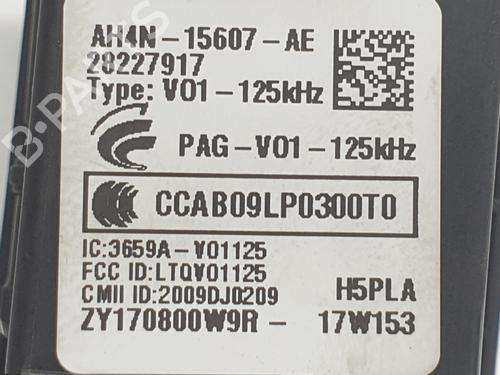 AH4N-15607-AE
28227917
Type: V01-125kHz
PAG-V01-125kHz
CCAB09LP0300T0
IC:3659A-V01125
FCC ID:LTQV01125
CMII ID:2009DJ0209
H5PLA
ZY170800W9R- 17W153
B-PARTS